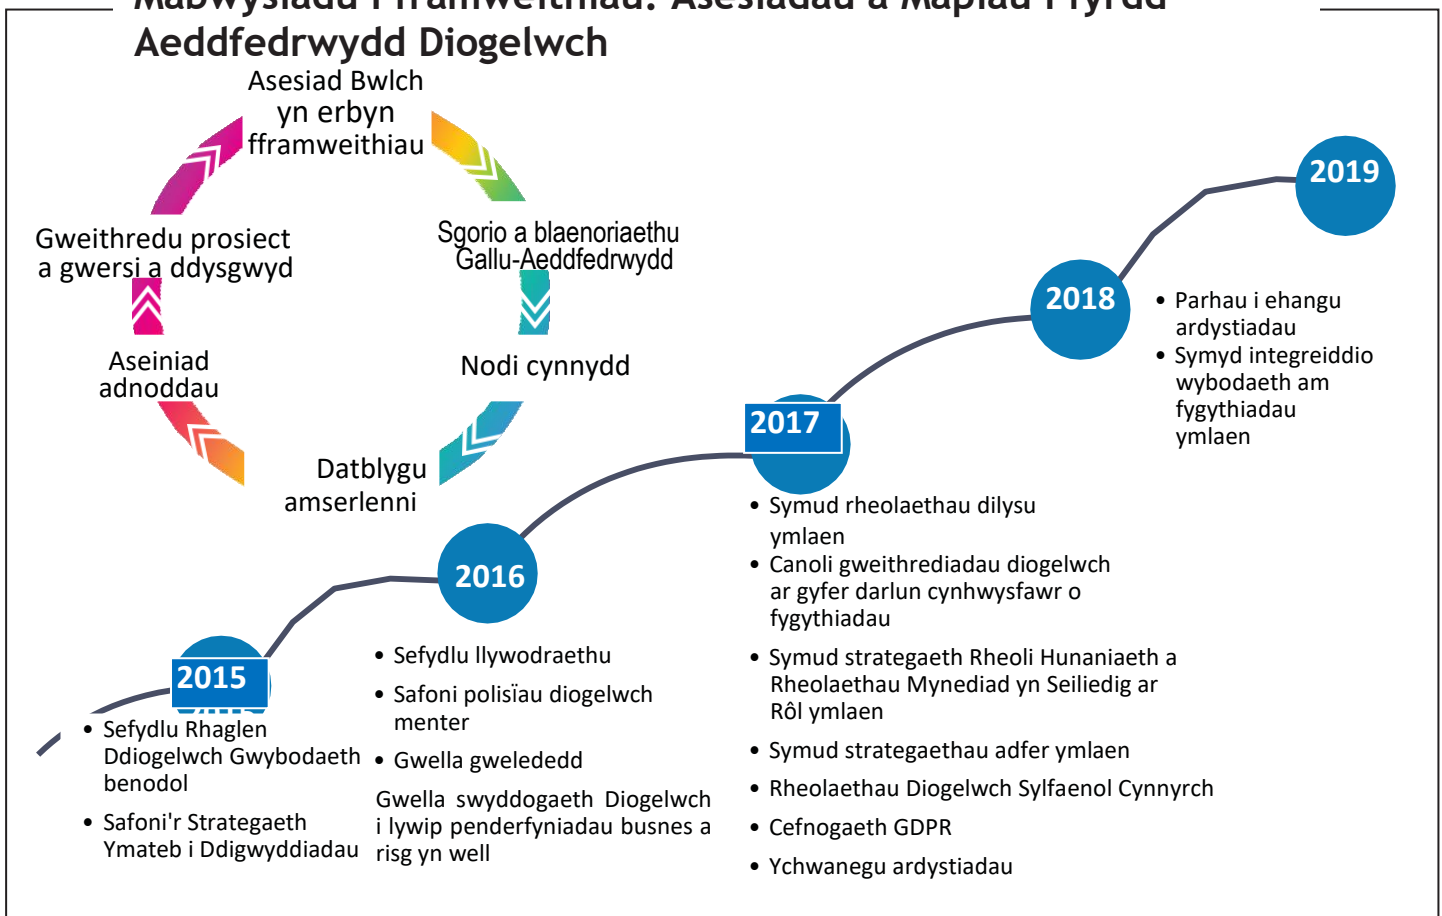 Mabwysiadu Fframweithiau: Asesiadau a Mapiau Ffyrdd
Aeddfedrwydd Diogelwch
Asesiad Bwlch
yn erbyn
fframweithiau
Sgorio a blaenoriaethu
Gallu-Aeddfedrwydd
Nodi cynnydd
Datblygu
amserlenni
Aseiniad
adnoddau
Gweithredu prosiect
a gwersi a ddysgwyd
2015
• Sefydlu Rhaglen
Ddiogelwch Gwybodaeth
benodol
• Safoni'r Strategaeth
Ymateb i Ddigwyddiadau
2016
• Sefydlu llywodraethu
• Safoni polisïau diogelwch
menter
• Gwella gwelededd
Gwella swyddogaeth Diogelwch
i lywip penderfyniadau busnes a
risg yn well
2017
• Symud rheolaethau dilysu
ymlaen
• Canoli gweithrediadau diogelwch
ar gyfer darlun cynhwysfawr o
fygythiadau
• Symud strategaeth Rheoli Hunaniaeth a
Rheolaethau Mynediad yn Seiliedig ar
Rôl ymlaen
• Symud strategaethau adfer ymlaen
• Rheolaethau Diogelwch Sylfaenol Cynnyrch
• Cefnogaeth GDPR
• Ychwanegu ardystiadau
2018
• Parhau i ehangu
ardystiadau
• Symyd integreiddio
wybodaeth am
fygythiadau
ymlaen
2019